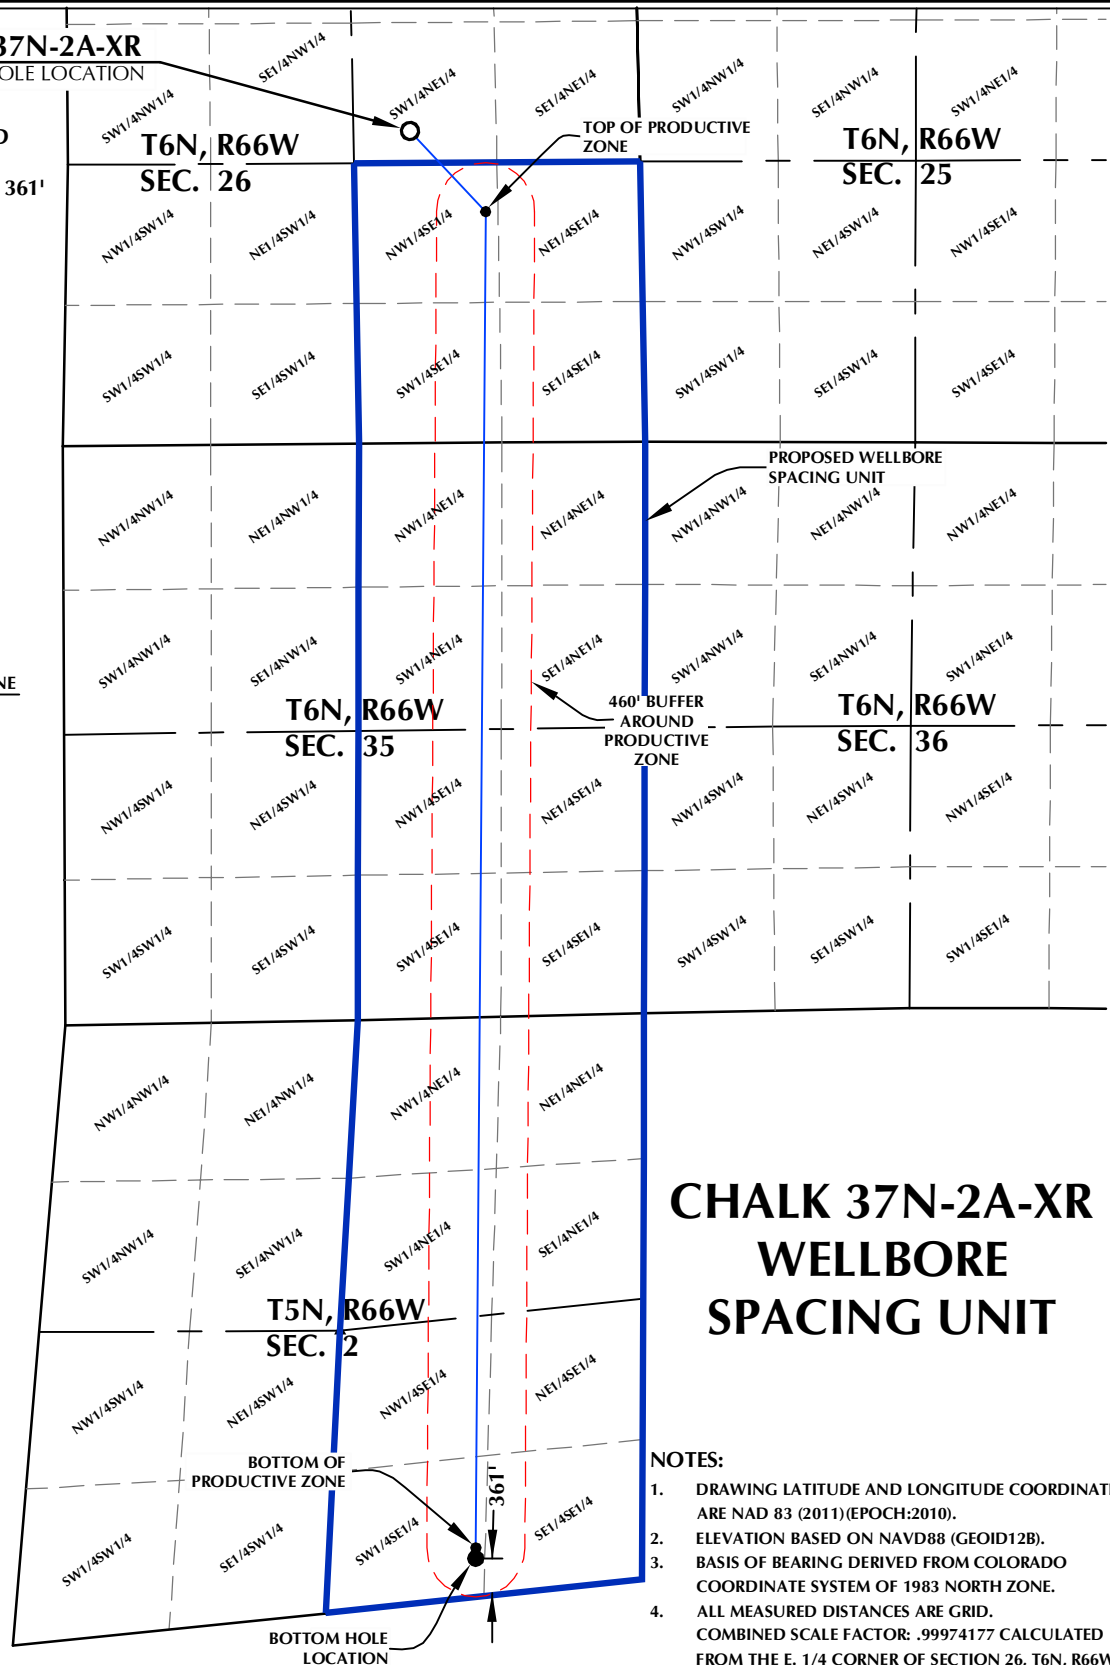 37N-2A-XR
OLE LOCATION
D
361'
NE
SE1/4NW1/4
SW1/4NW1/4
SW1/4NE1/4
SE1/4NE1/4
SW1/4NW1/4
SE1/4NW1/4
SW1/4NE1/4
TOP OF PRODUCTIVE
ZONE
T6N, R66W
SEC. 26
T6N, R66W
SEC. 25
NW1/4SW1/4
NE1/4SW1/4
NW1/4SE1/4
NE1/4SE1/4
NW1/4SW1/4
NE1/4SW1/4
NW1/4SE1/4
SW1/4SW1/4
SE1/4SW1/4
SW1/4SE1/4
SE1/4SE1/4
SW1/4SW1/4
SE1/4SW1/4
SW1/4SE1/4
PROPOSED WELLBORE
SPACING UNIT
NW1/4NW1/4
NE1/4NW1/4
NW1/4NE1/4
NE1/4NE1/4
NW1/4NW1/4
NE1/4NW1/4
NW1/4NE1/4
SW1/4NW1/4
SE1/4NW1/4
SW1/4NE1/4
SE1/4NE1/4
SW1/4NW1/4
SE1/4NW1/4
SW1/4NE1/4
460' BUFFER
AROUND
PRODUCTIVE
ZONE
T6N, R66W
SEC. 35
T6N, R66W
SEC. 36
NW1/4SW1/4
NE1/4SW1/4
NW1/4SE1/4
NE1/4SE1/4
NW1/4SW1/4
NE1/4SW1/4
NW1/4SE1/4
SW1/4SW1/4
SE1/4SW1/4
SW1/4SE1/4
SE1/4SE1/4
SW1/4SW1/4
SE1/4SW1/4
SW1/4SE1/4
NW1/4NW1/4
NE1/4NW1/4
NW1/4NE1/4
NE1/4NE1/4
SW1/4NW1/4
SE1/4NW1/4
SW1/4NE1/4
SE1/4NE1/4
T5N, R66W
SEC. 2
NW1/4SW1/4
NE1/4SW1/4
NW1/4SE1/4
NE1/4SE1/4
BOTTOM OF
PRODUCTIVE ZONE
361'
SW1/4SW1/4
SE1/4SW1/4
SW1/4SE1/4
SE1/4SE1/4
BOTTOM HOLE
LOCATION
CHALK 37N-2A-XR
WELLBORE
SPACING UNIT
NOTES:
1. DRAWING LATITUDE AND LONGITUDE COORDINAT
ARE NAD 83 (2011)(EPOCH:2010).
2. ELEVATION BASED ON NAVD88 (GEOID12B).
3. BASIS OF BEARING DERIVED FROM COLORADO
COORDINATE SYSTEM OF 1983 NORTH ZONE.
4. ALL MEASURED DISTANCES ARE GRID.
COMBINED SCALE FACTOR: .99974177 CALCULATED
FROM THE E. 1/4 CORNER OF SECTION 26, T6N, R66W